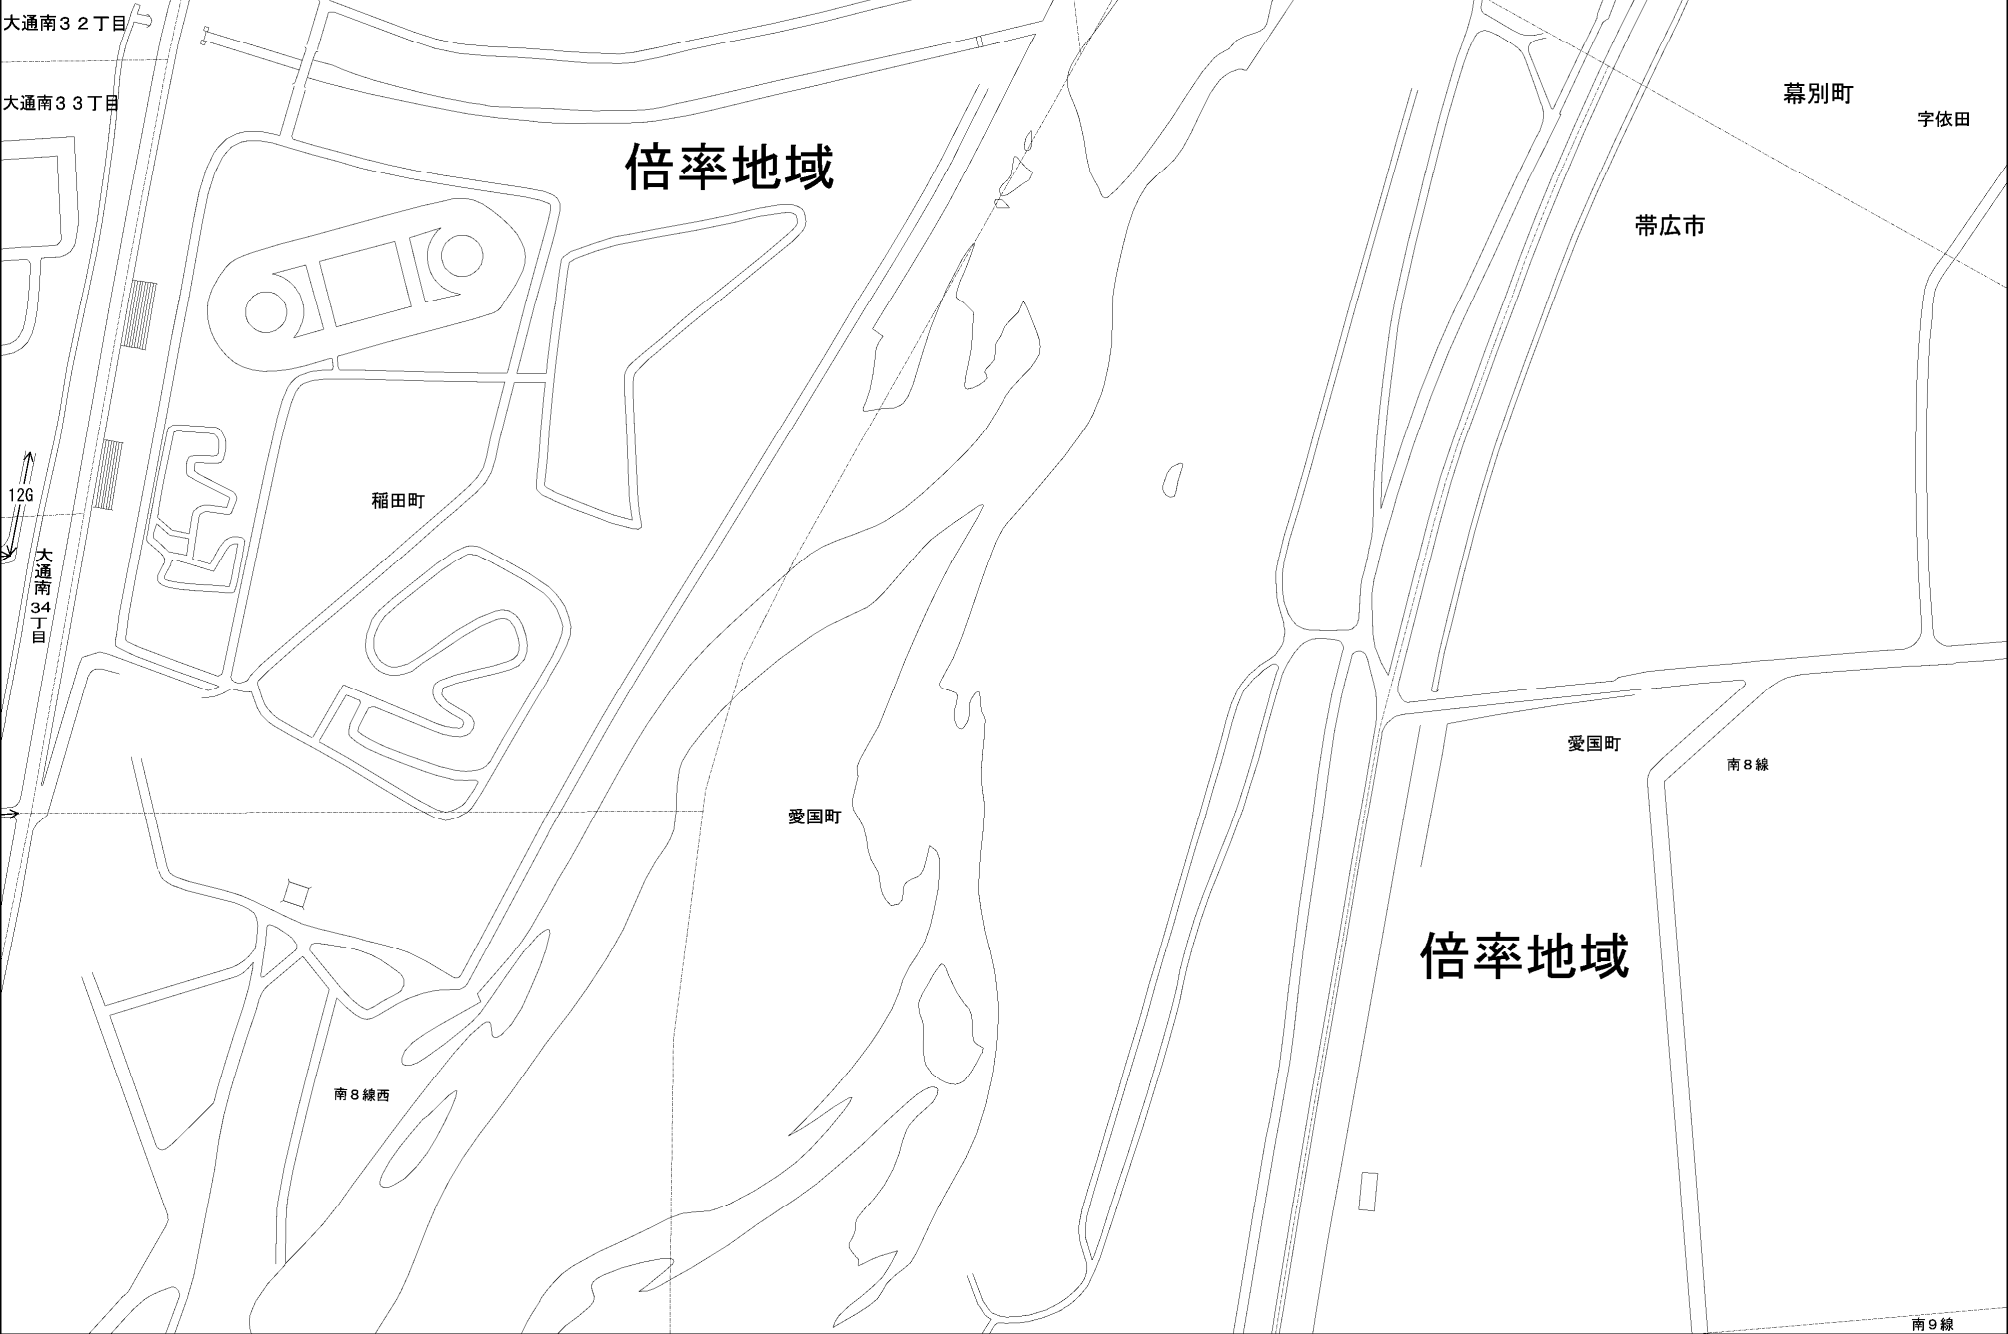 大通南３２丁目
大通南３３丁目
幕別町
字依田
倍率地域
帯広市
12G
稲田町
大通南34丁目
愛国町
南８線
愛国町
倍率地域
南８線西
南９線